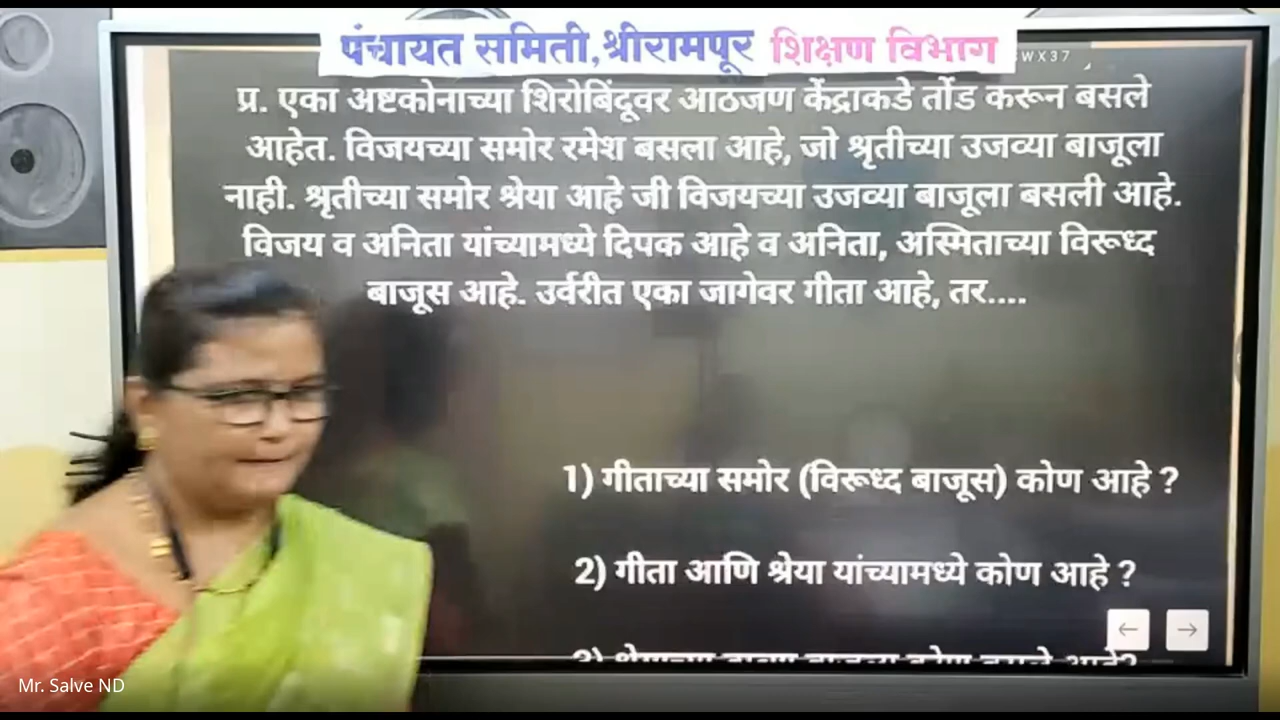 पंचायत समिती,श्रीरामपूर शिक्षण विभाग
प्र. एका अष्टकोनाच्या शिरोबिंदूवर आठजण केंद्राकडे तोंड करून बसले
आहेत. विजयच्या समोर रमेश बसला आहे, जो श्रृतीच्या उजव्या बाजूला
नाही. श्रृतीच्या समोर श्रेया आहे जी विजयच्या उजव्या बाजूला बसली आहे.
विजय व अनिता यांच्यामध्ये दिपक आहे व अनिता, अस्मिताच्या विरूध्द
बाजूस आहे. उर्वरीत एका जागेवर गीता आहे, तर....
1) गीताच्या समोर (विरूध्द बाजूस) कोण आहे ?
2) गीता आणि श्रेया यांच्यामध्ये कोण आहे ?
Mr. Salve ND